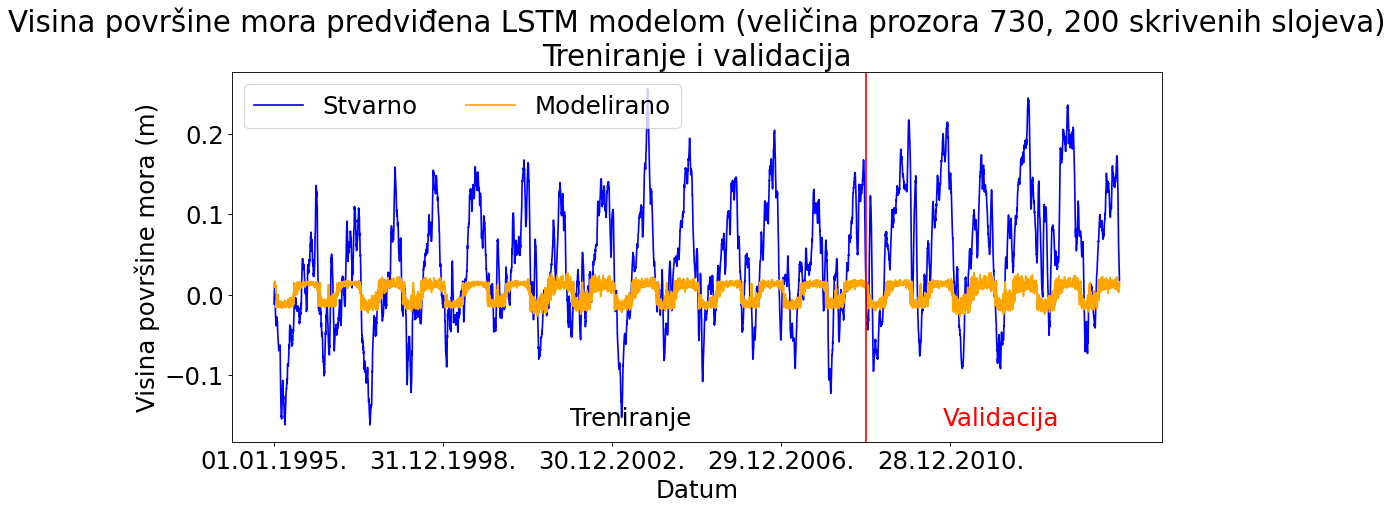 Visina površine mora predviđena LSTM modelom (veličina prozora 730, 200 skrivenih slojeva)
Treniranje i validacija
Stvarno
Modelirano
Visina površine mora (m)
0.2
0.1
0.0
−0.1
Treniranje
Validacija
01.01.1995.
31.12.1998.
30.12.2002.
29.12.2006.
28.12.2010.
Datum